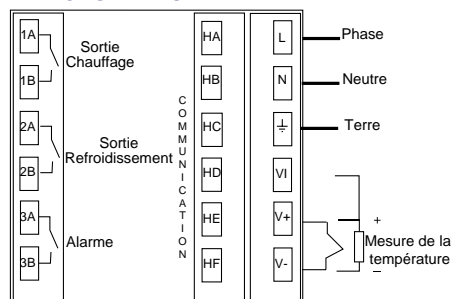 1A
1B
Sortie
Chauffage
2A
2B
Sortie
Refroidissement
3A
3B
Alarme
COMMUNICATION
HA
HB
HC
HD
HE
HF
L
Phase
N
Neutre
Terre
VI
V+
V-
+
Mesure de la
température
–